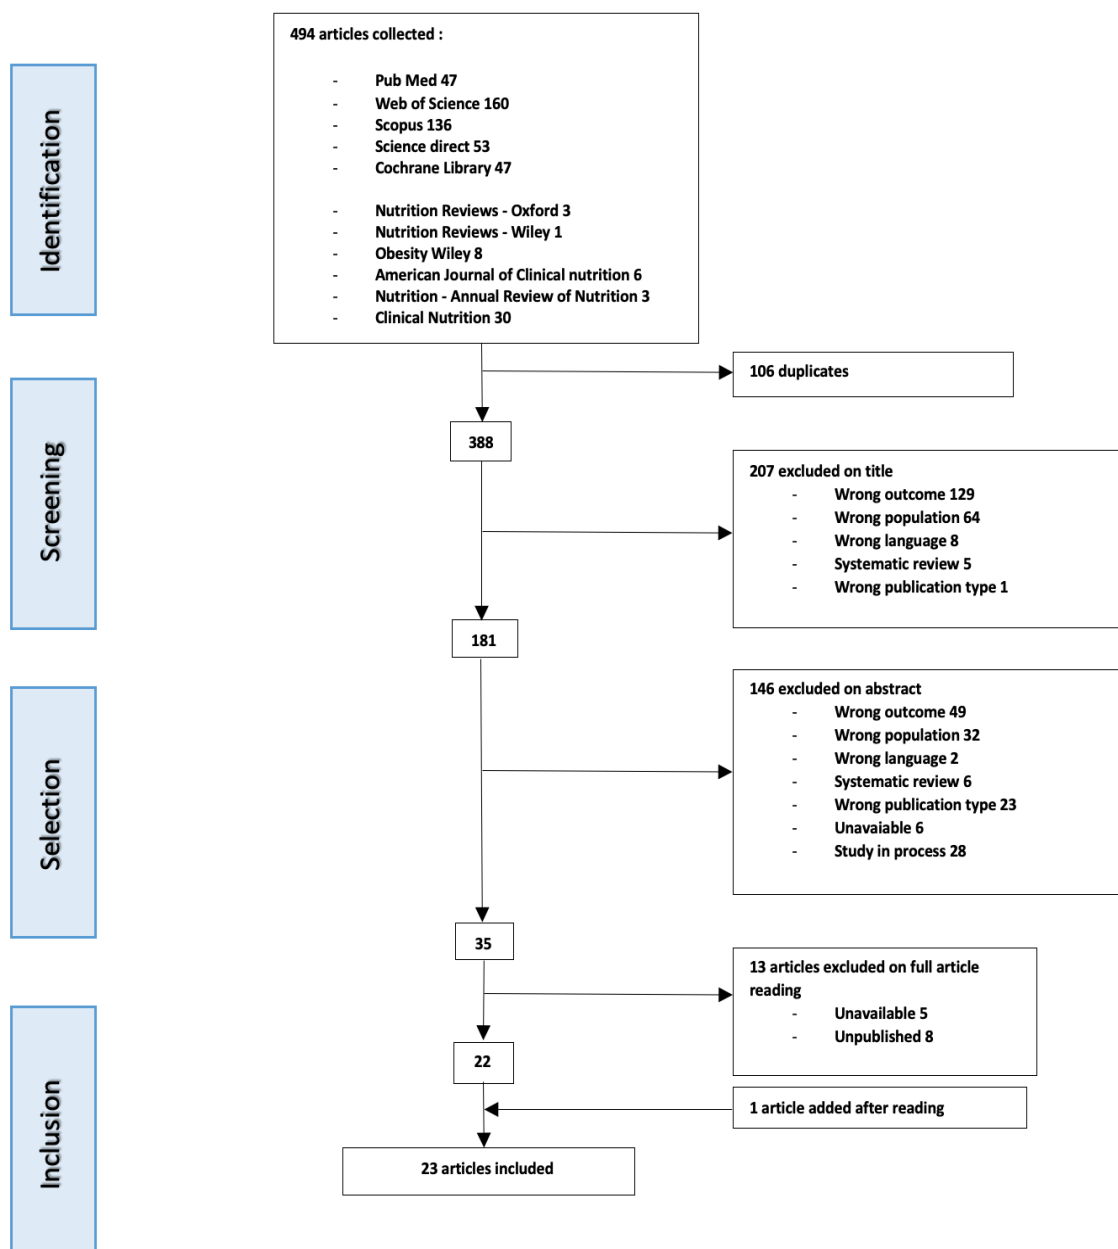 494 articles collected :
- Pub Med 47
- Web of Science 160
- Scopus 136
- Science direct 53
- Cochrane Library 47
- Nutrition Reviews - Oxford 3
- Nutrition Reviews - Wiley 1
- Obesity Wiley 8
- American Journal of Clinical nutrition 6
- Nutrition - Annual Review of Nutrition 3
- Clinical Nutrition 30
Identification
106 duplicates
388
Screening
207 excluded on title
- Wrong outcome 129
- Wrong population 64
- Wrong language 8
- Systematic review 5
- Wrong publication type 1
181
Selection
146 excluded on abstract
- Wrong outcome 49
- Wrong population 32
- Wrong language 2
- Systematic review 6
- Wrong publication type 23
- Unavaiable 6
- Study in process 28
35
13 articles excluded on full article
reading
- Unavailable 5
- Unpublished 8
22
Inclusion
1 article added after reading
23 articles included